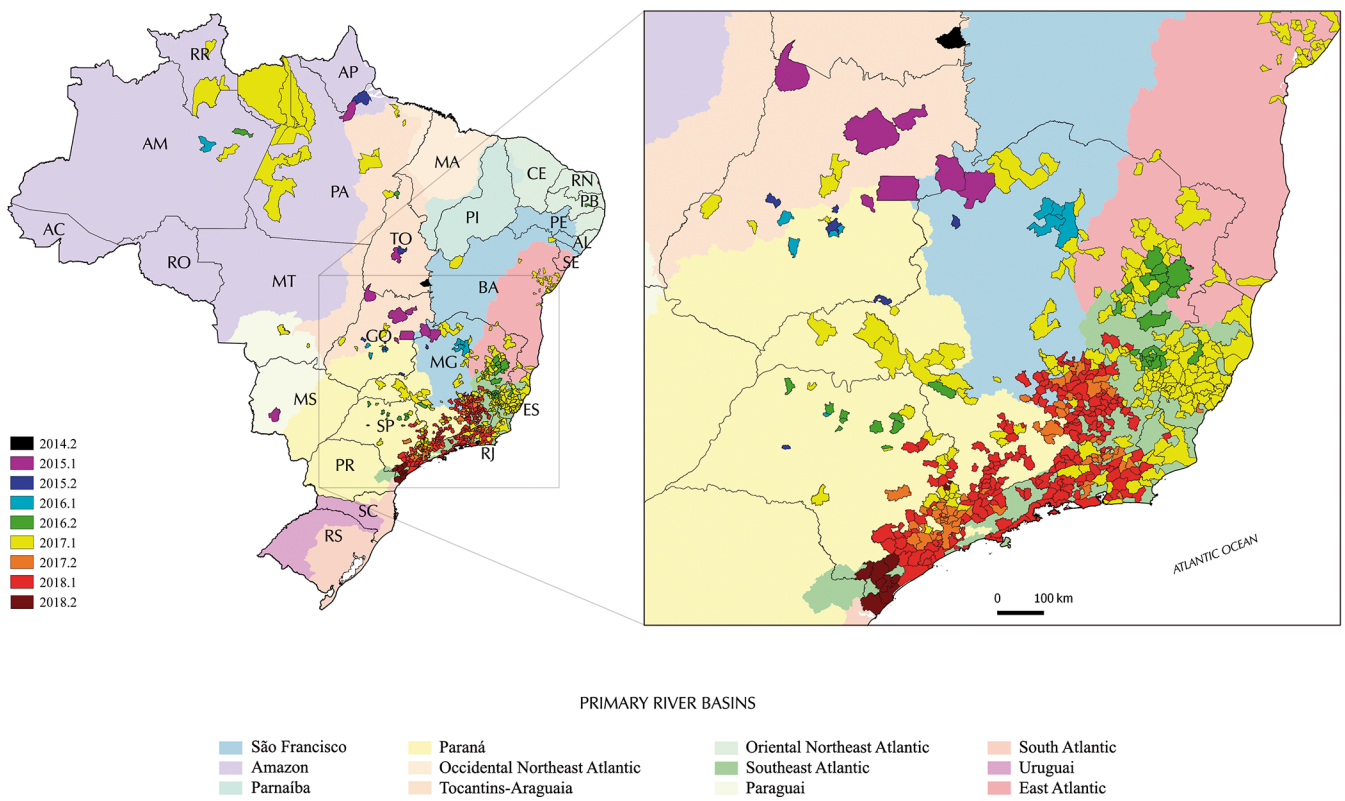 RR
AP
AM
PA
MA
CE
RN
PB
PI
PE
AL
SE
AC
RO
TO
MT
BA
GO
MG
MS
ES
SP
RJ
PR
SC
RS
2014.2
2015.1
2015.2
2016.1
2016.2
2017.1
2017.2
2018.1
2018.2
ATLANTIC OCEAN
0 100 km
PRIMARY RIVER BASINS
São Francisco
Amazon
Parnaíba
Paraná
Occidental Northeast Atlantic
Tocantins-Araguaia
Oriental Northeast Atlantic
Southeast Atlantic
Paraguai
South Atlantic
Uruguai
East Atlantic